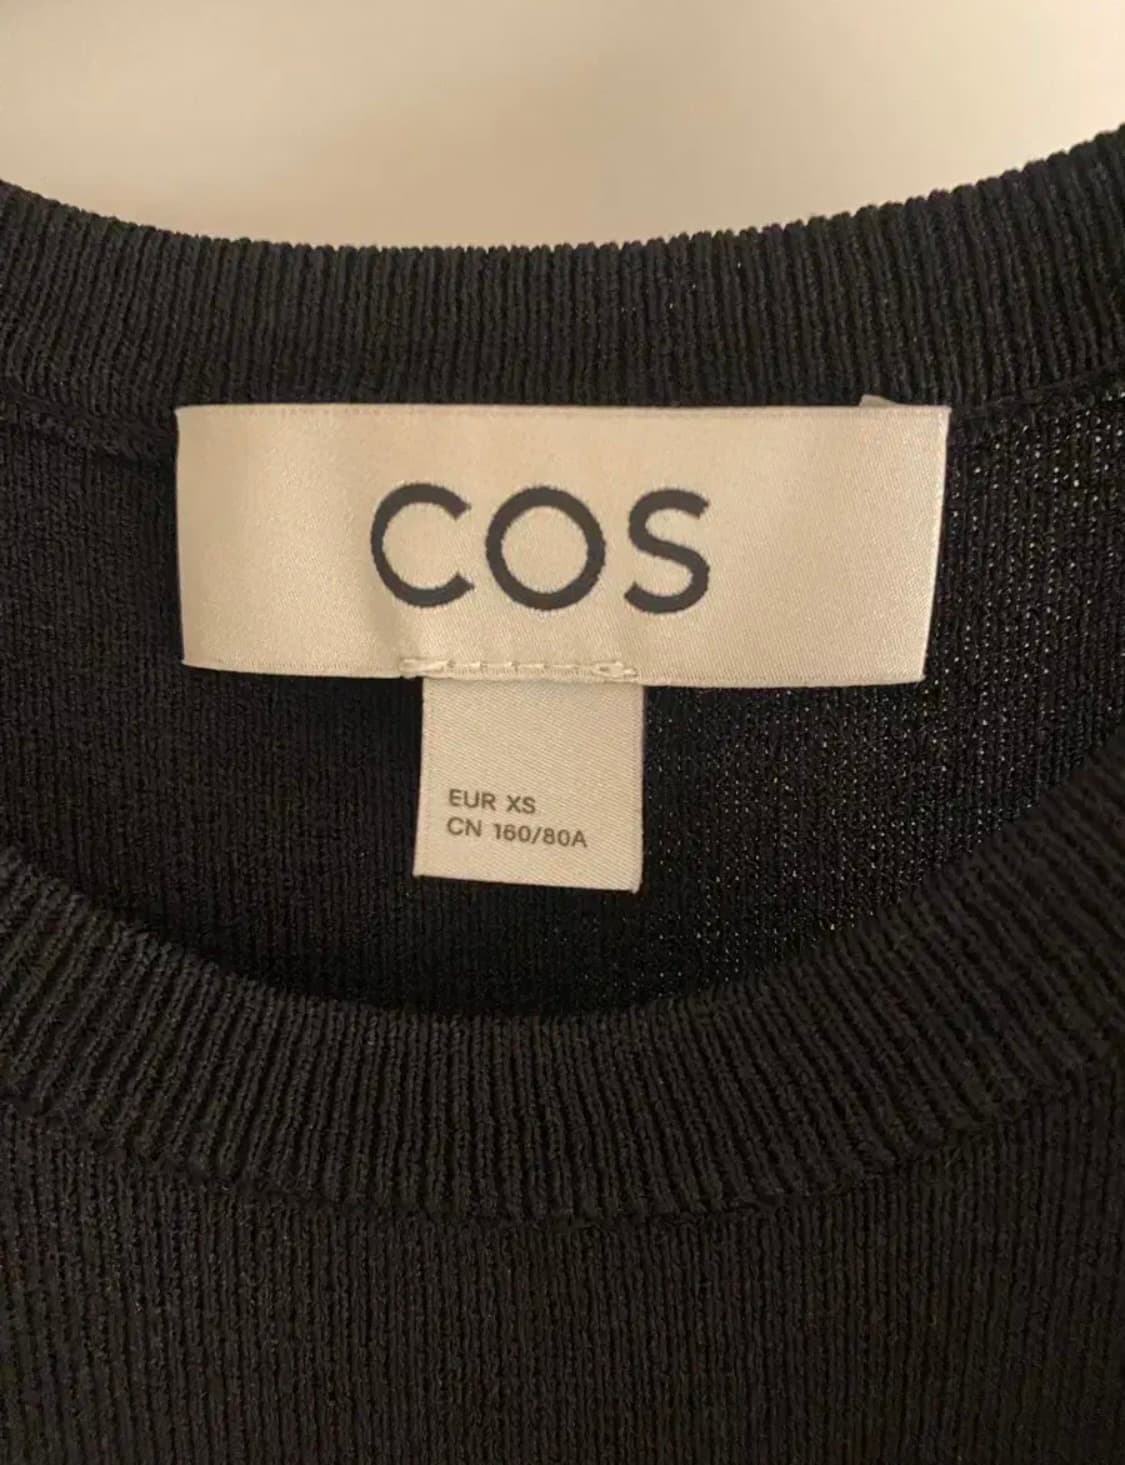 COS
EUR XS
CN 160/80A